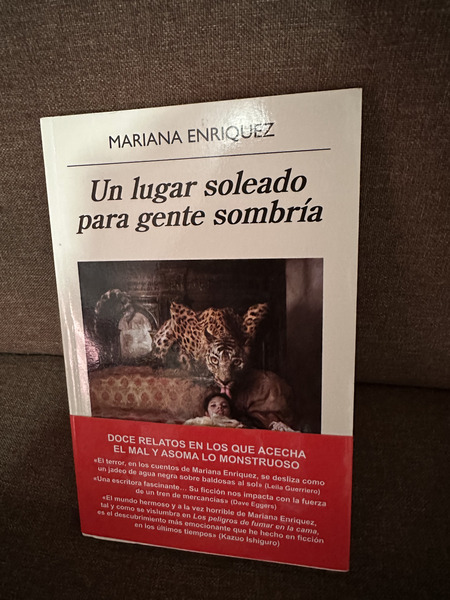 MARIANA ENRIQUEZ
Un lugar soleado
para gente sombría
DOCE RELATOS EN LOS QUE ACECHA
EL MAL Y ASOMA LO MONSTRUOSO
«El terror, en los cuentos de Mariana Enriquez, se desliza como
un jadeo de agua negra sobre baldosas al sol» (Leila Guerriero)
«Una escritora fascinante... Su ficción nos impacta con la fuerza
de un tren de mercancías» (Dave Eggers)
«El mundo hermoso y a la vez horrible de Mariana Enriquez,
tal y como se vislumbra en Los peligros de fumar en la cama,
es el descubrimiento más emocionante que he hecho en ficción
en los últimos tiempos» (Kazuo Ishiguro)